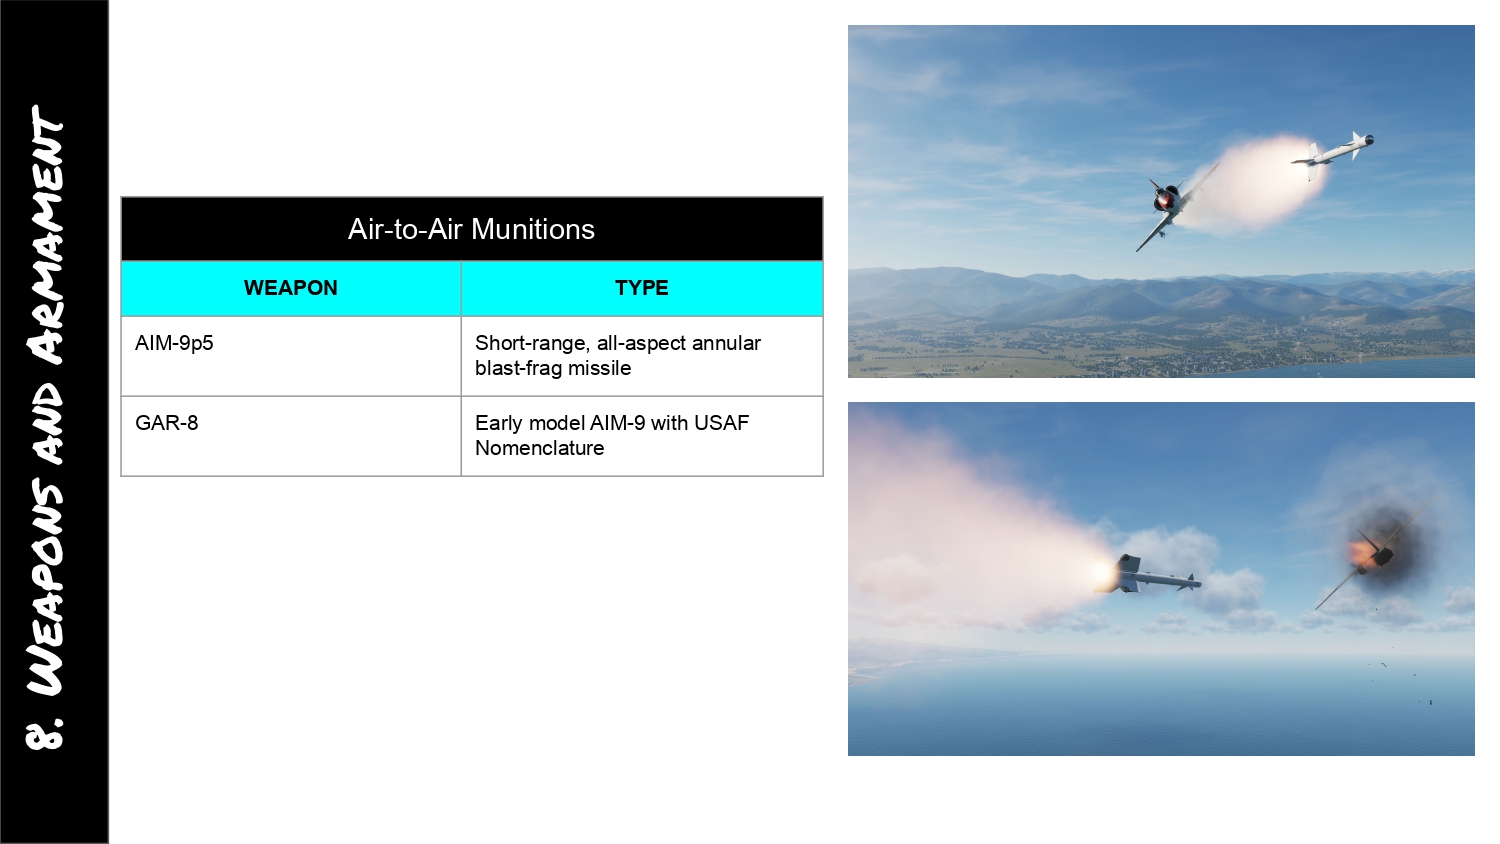 8. Weapons and Armament
Air-to-Air Munitions
WEAPON
TYPE
AIM-9p5
Short-range, all-aspect annular
blast-frag missile
GAR-8
Early model AIM-9 with USAF
Nomenclature